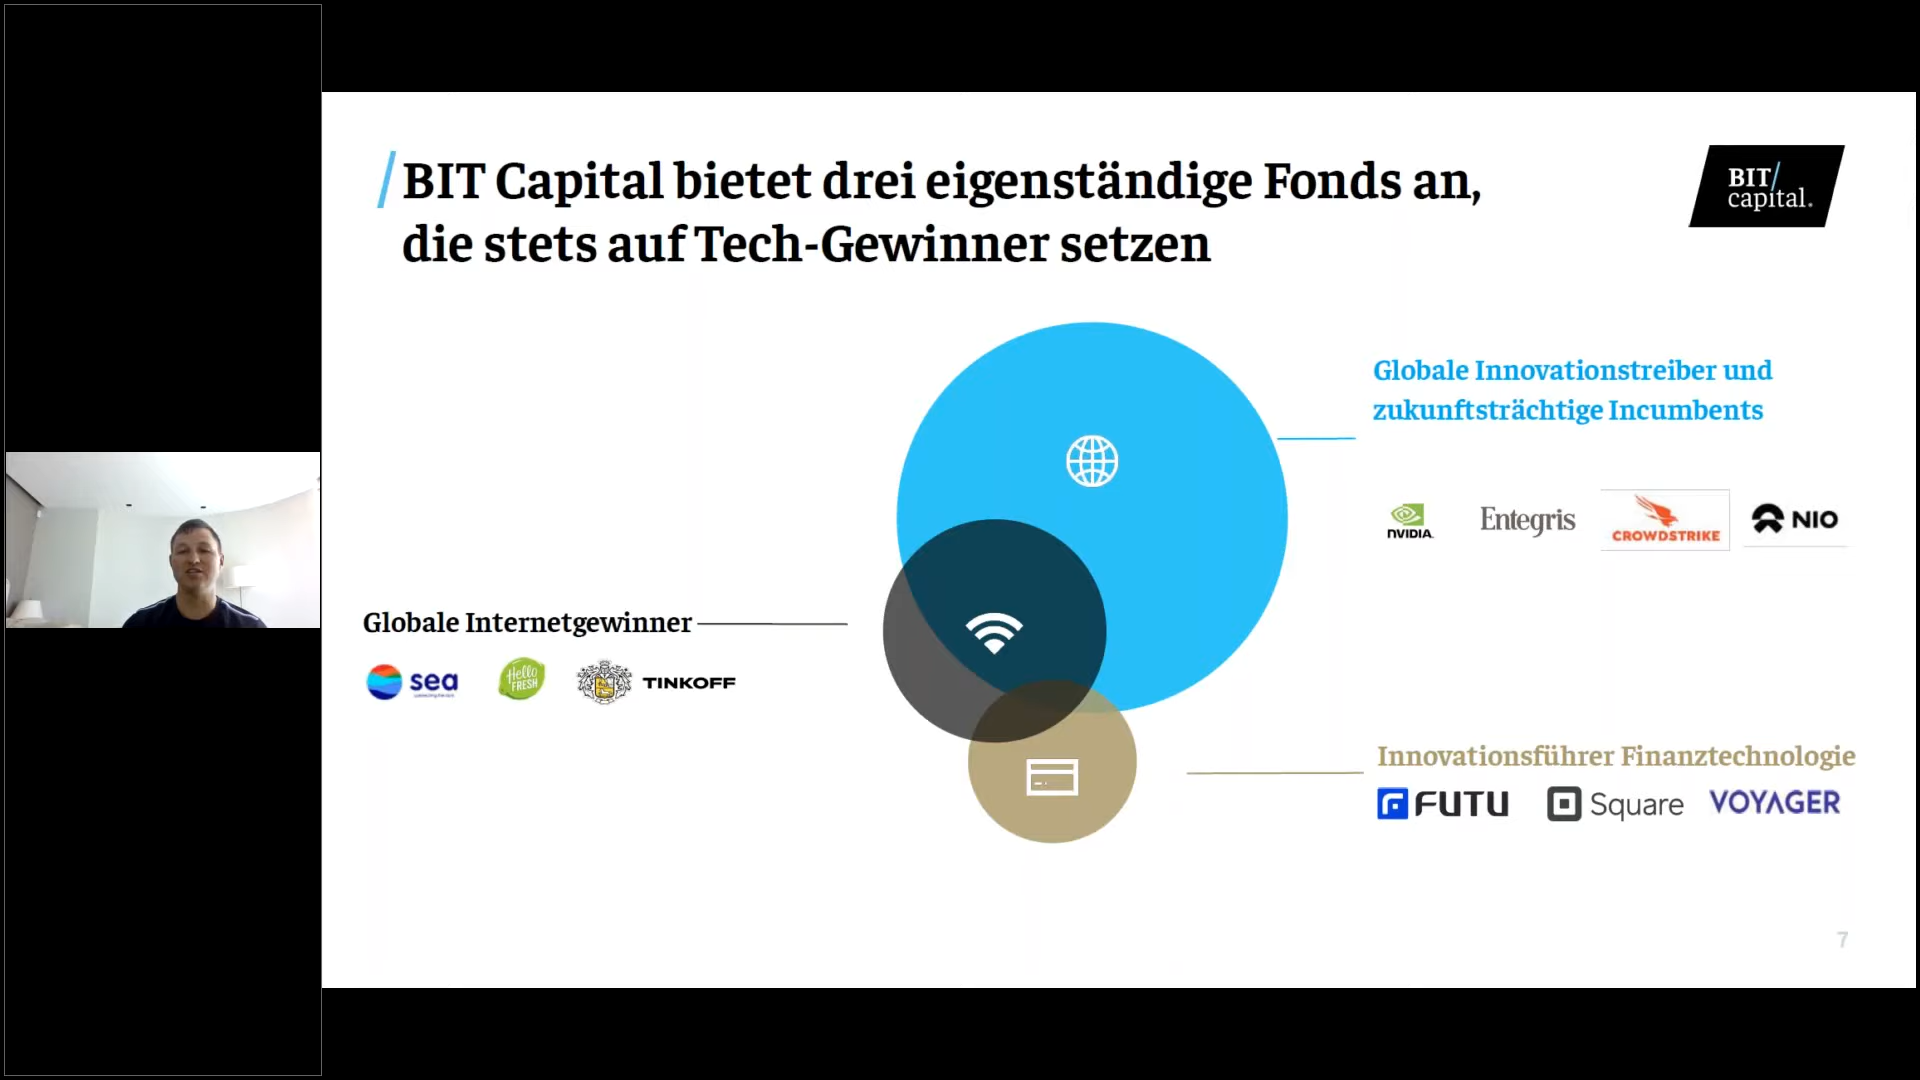 BIT Capital bietet drei eigenständige Fonds an,
die stets auf Tech-Gewinner setzen
BIT/
capital.
Globale Innovationstreiber und
zukunftsträchtige Incumbents
NVIDIA.
Entegris
CROWDSTRIKE
NIO
Globale Internetgewinner
sea
Hello
FRESH
TINKOFF
Innovationsführer Finanztechnologie
FUTU
Square
VOYAGER
7